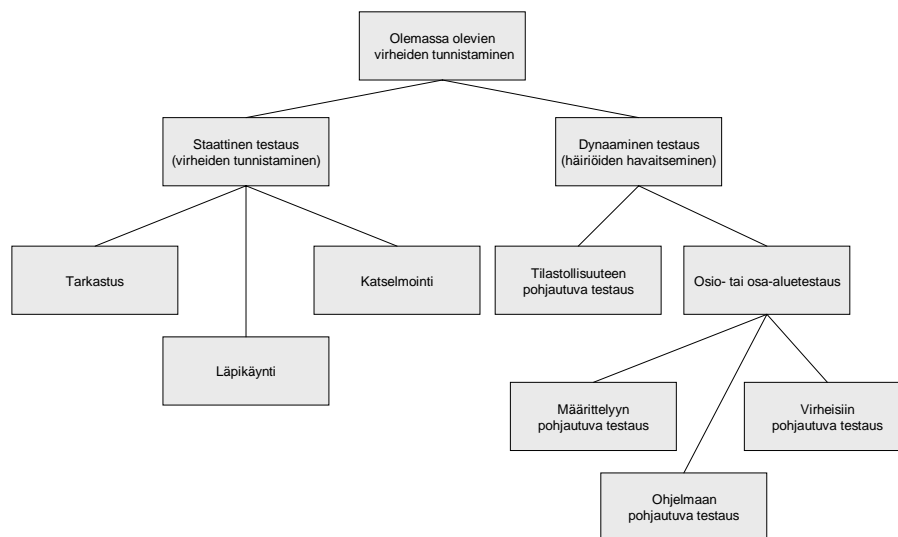 Olemassa olevien
virheiden tunnistaminen
Staattinen testaus
(virheiden tunnistaminen)
Dynaaminen testaus
(häiriöiden havaitseminen)
Tarkastus
Katselmointi
Tilastollisuuteen
pohjautuva testaus
Osio- tai osa-aluetestaus
Läpikäynti
Määrittelyyn
pohjautuva testaus
Virheisiin
pohjautuva testaus
Ohjelmaan
pohjautuva testaus